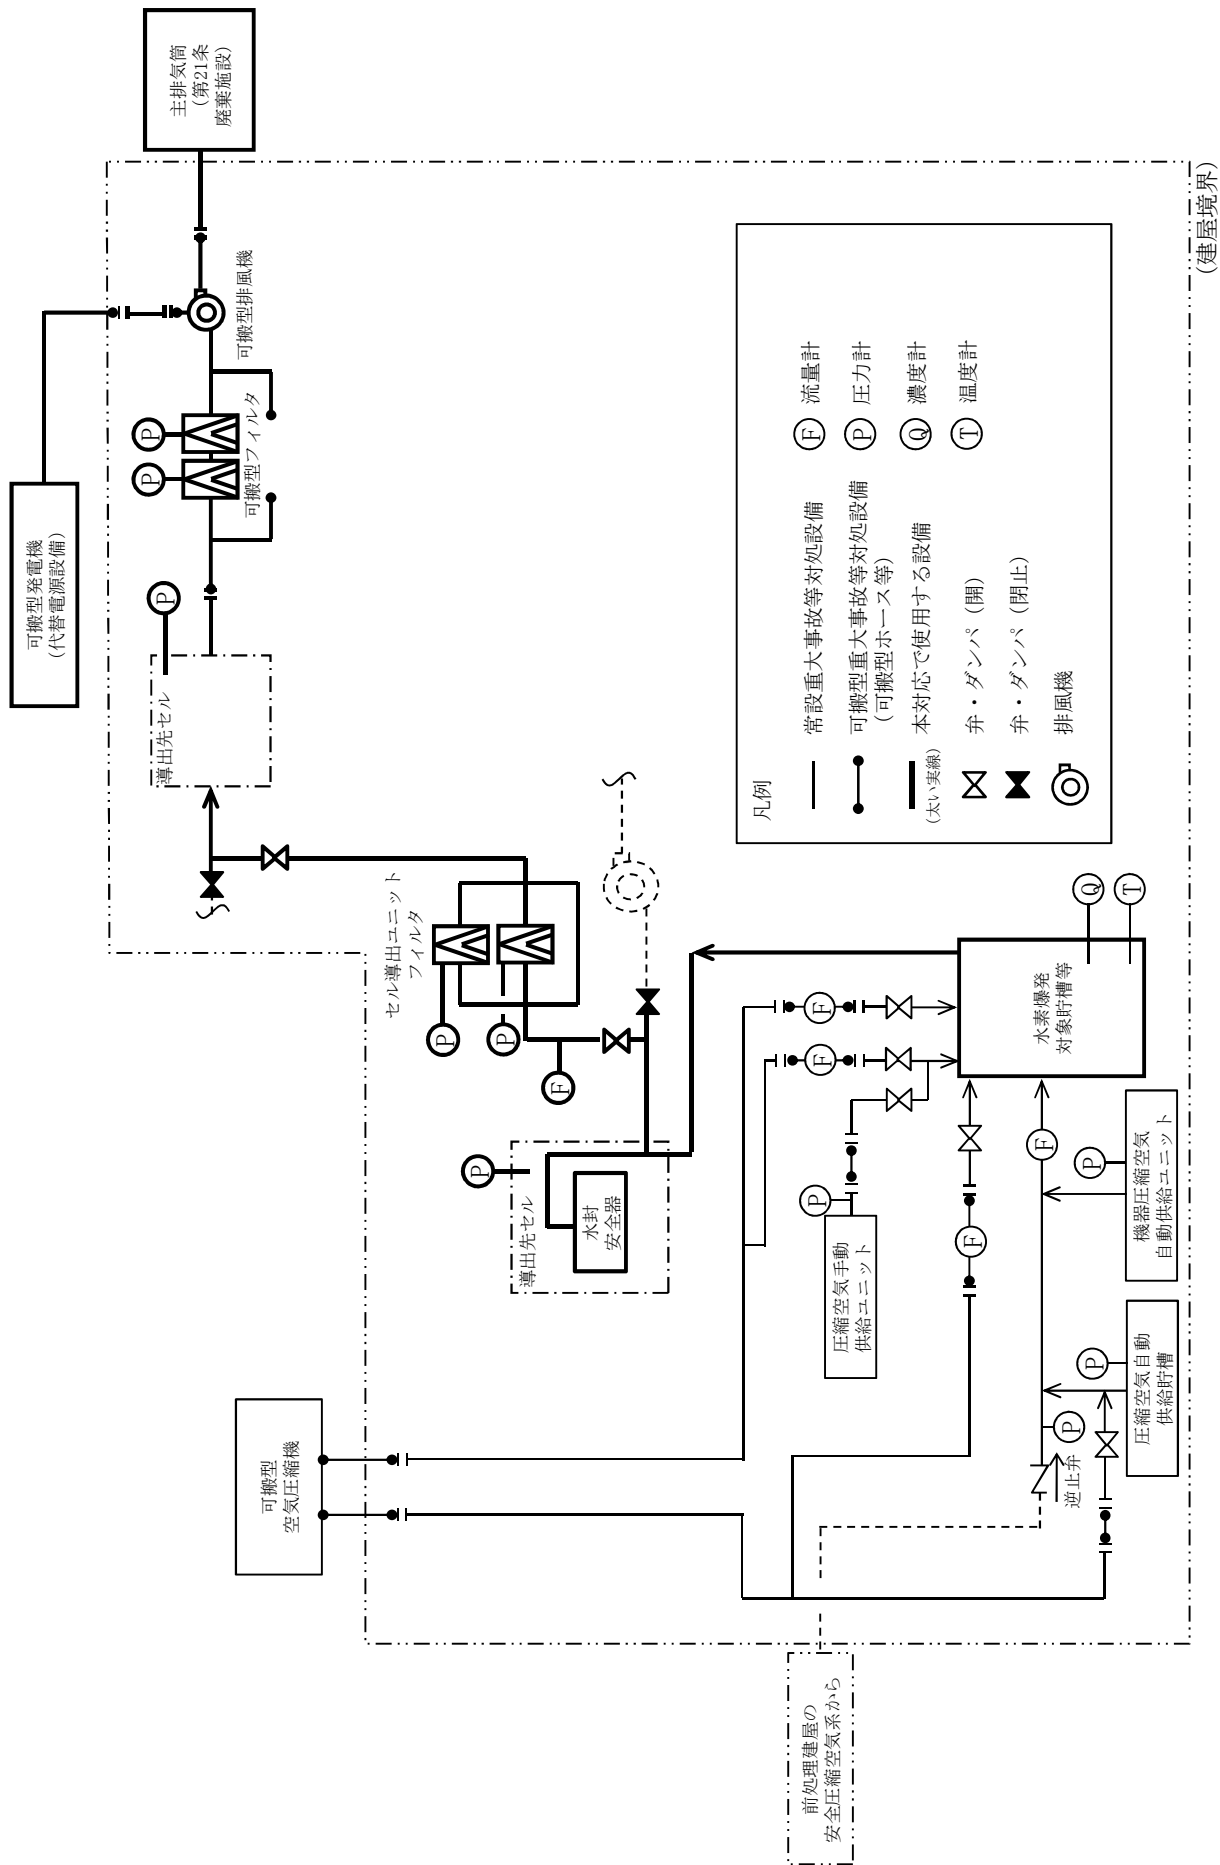 主排気筒
(第21条
廃棄施設)
可搬型発電機
(代替電源設備)
可搬型排風機
P
P
可搬型フィルタ
P
導出先セル
セル導出ユニット
フィルタ
P
P
F
P
導出先セル
水封
安全器
可搬型
空気圧縮機
(建屋境界)
凡例
常設重大事故等対処設備
可搬型重大事故等対処設備
(可搬型ホース等)
本対応で使用する設備
(太い実線)
弁・ダンパ(開)
弁・ダンパ(閉止)
排風機
F 流量計
P 圧力計
Q 濃度計
T 温度計
Q
T
水素爆発
対象貯槽等
F
F
P
圧縮空気手動
供給ユニット
F
F
P
機器圧縮空気
自動供給ユニット
P
圧縮空気自動
供給貯槽
P
逆止弁
前処理建屋の
安全圧縮空気系から